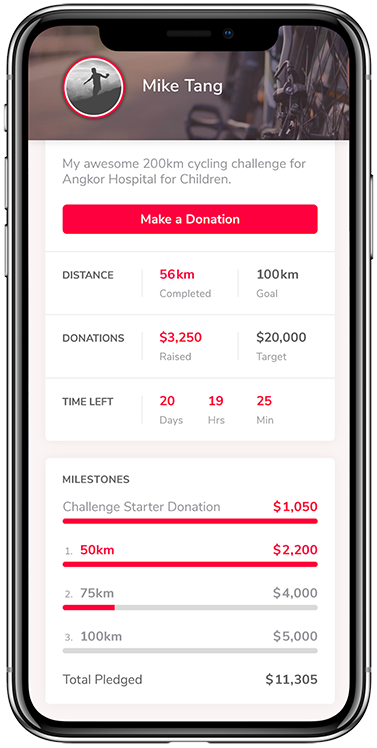 Mike Tang
My awesome 200km cycling challenge for
Angkor Hospital for Children.
Make a Donation
DISTANCE 56km 100km
Completed Goal
DONATIONS $3,250 $20,000
Raised Target
TIME LEFT 20 19 25
Days Hrs Min
MILESTONES
Challenge Starter Donation $1,050
1. 50km $2,200
2. 75km $4,000
3. 100km $5,000
Total Pledged $11,305